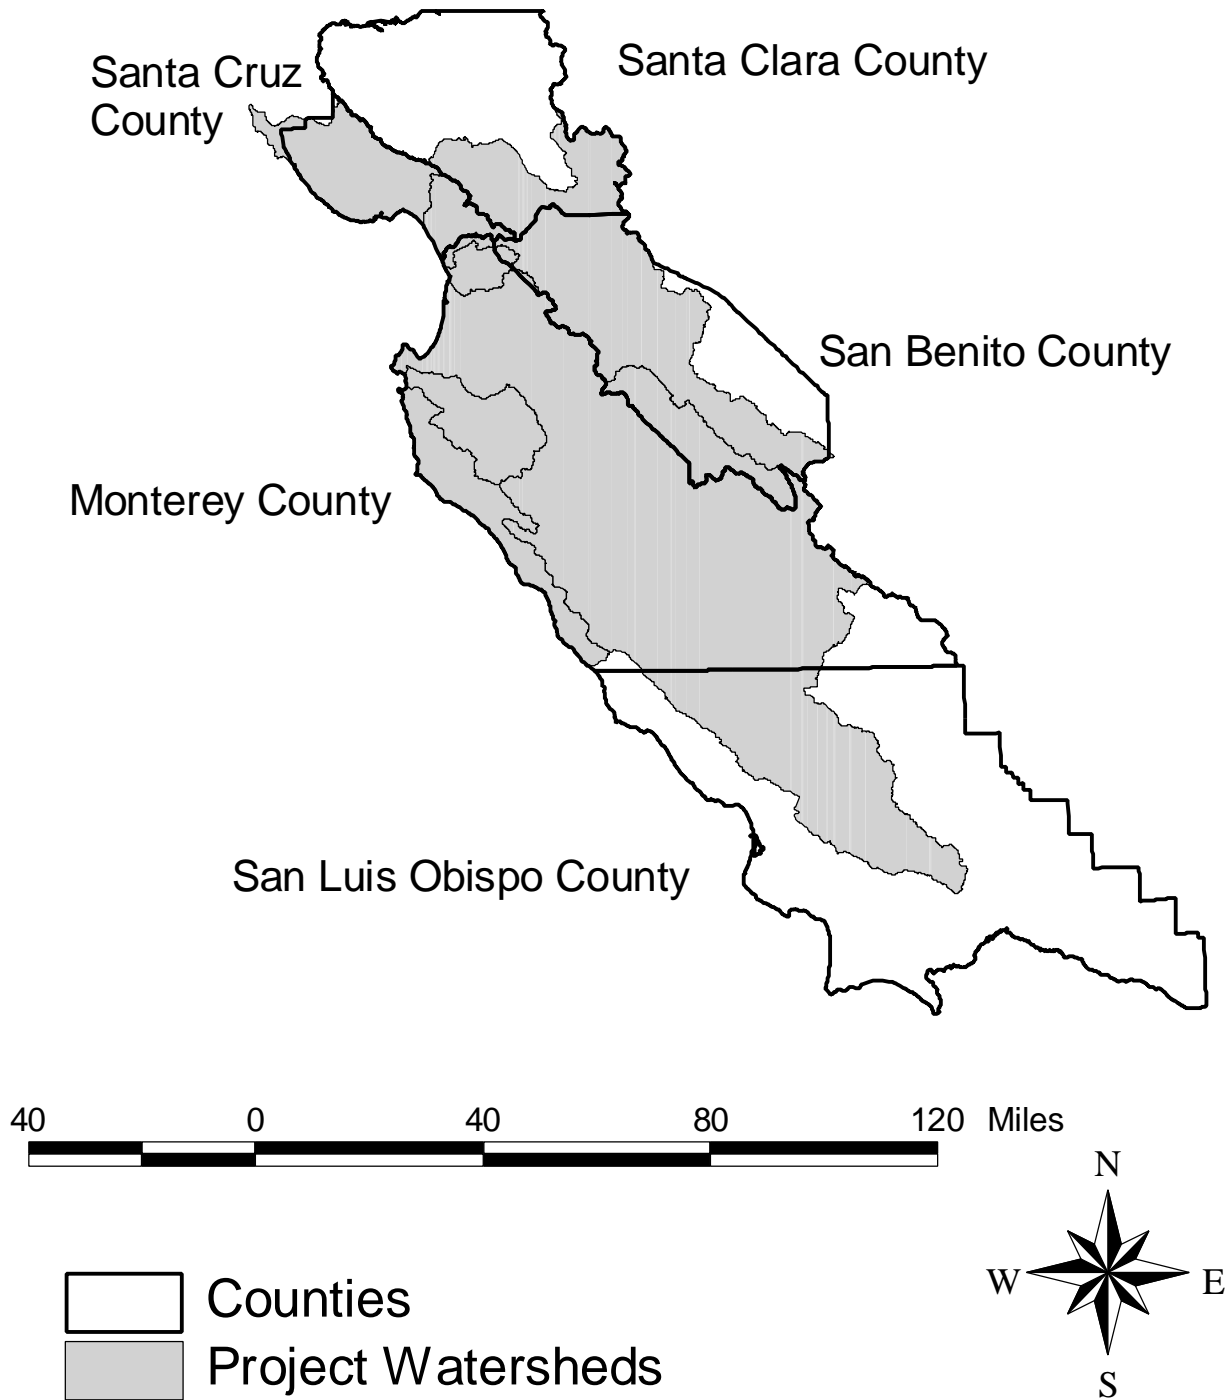 Santa Clara County
Santa Cruz
County
San Benito County
Monterey County
San Luis Obispo County
40 0 40 80 120 Miles
N
W E
S
Counties
Project Watersheds